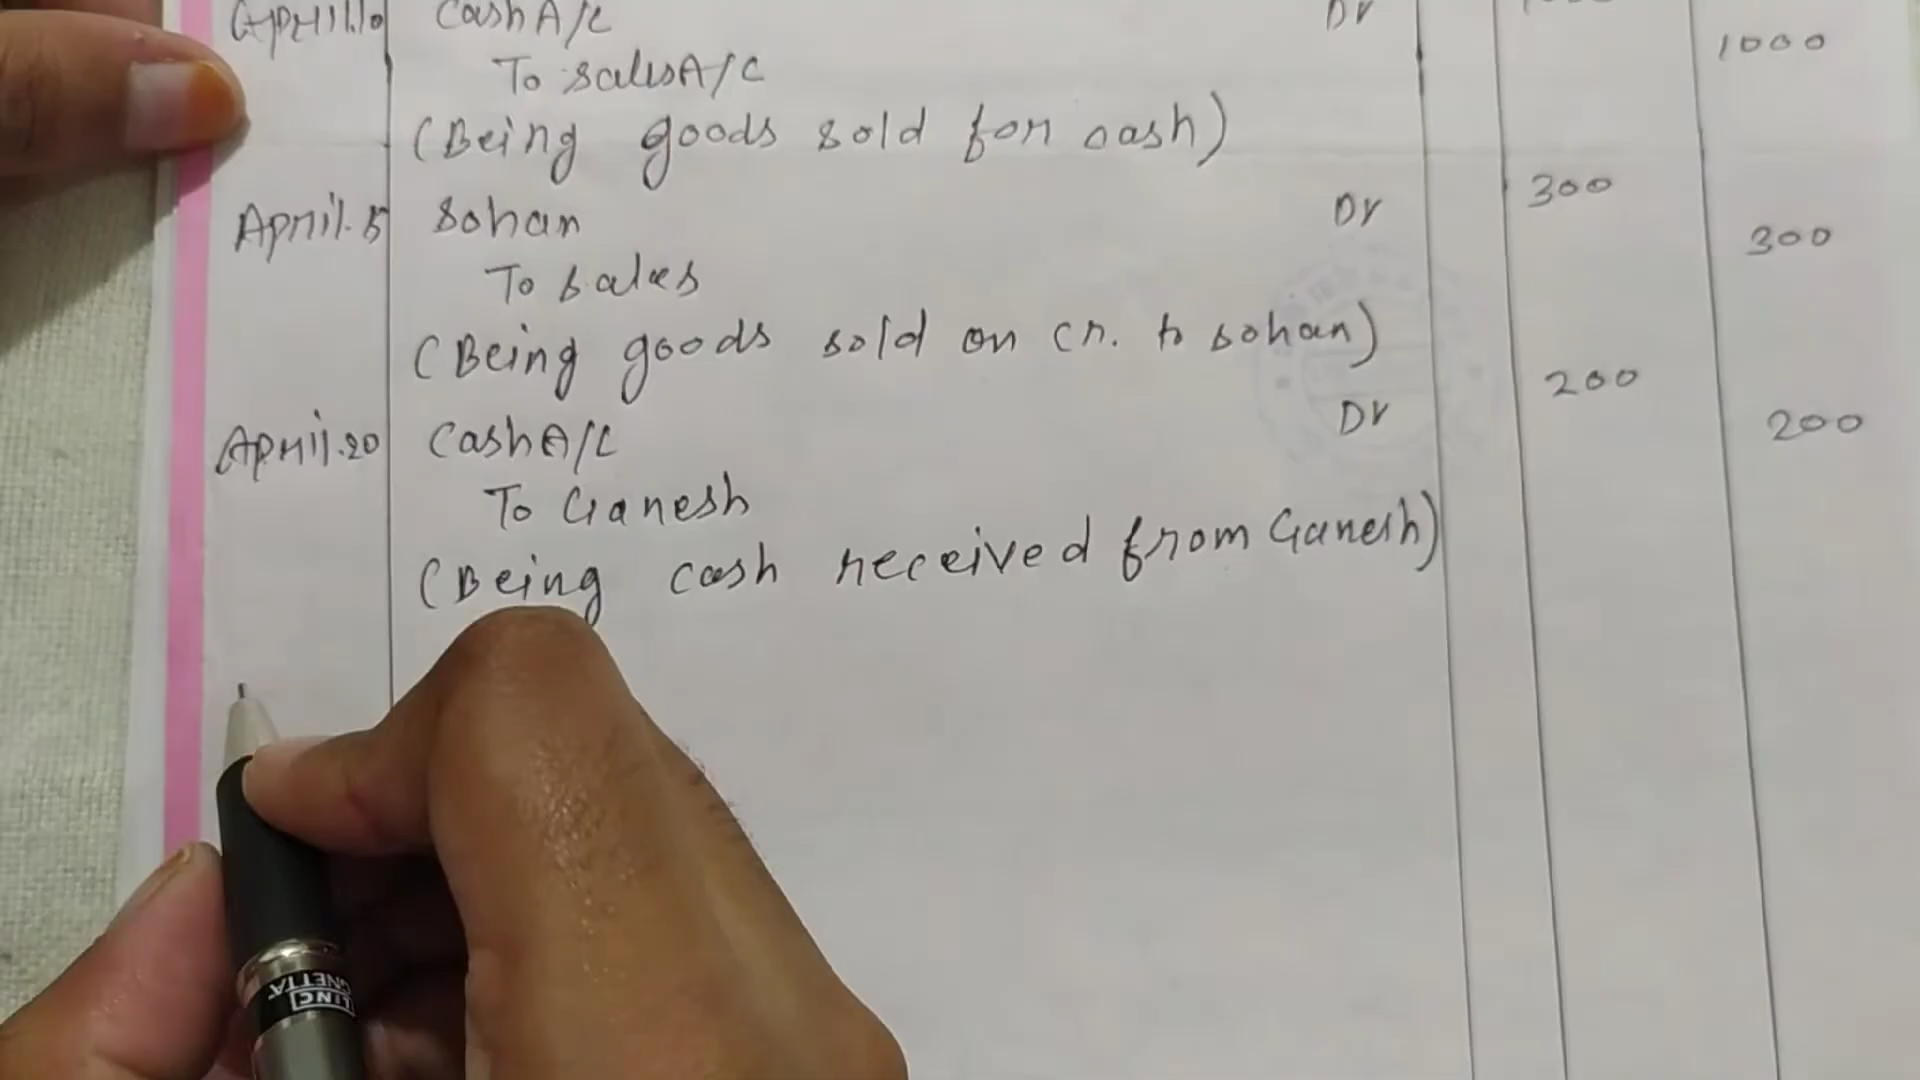 April.10 Cash A/C Dr
To Sales A/C 1000
(Being goods sold for cash)
April.5 Sohan Dr 300
To Sales 300
(Being goods sold on cr. to sohan)
April.20 Cash A/C Dr 200
To Ganesh 200
(Being cash received from Ganesh)
LINC